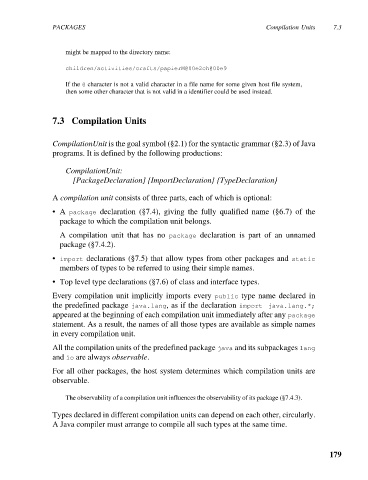 PACKAGES Compilation Units 7.3
might be mapped to the directory name:
children/activities/crafts/papierM@00e2ch@00e9
If the @ character is not a valid character in a file name for some given host file system,
then some other character that is not valid in a identifier could be used instead.
7.3 Compilation Units
CompilationUnit is the goal symbol (§2.1) for the syntactic grammar (§2.3) of Java
programs. It is defined by the following productions:
CompilationUnit:
[PackageDeclaration] {ImportDeclaration} {TypeDeclaration}
A compilation unit consists of three parts, each of which is optional:
• A package declaration (§7.4), giving the fully qualified name (§6.7) of the
package to which the compilation unit belongs.
A compilation unit that has no package declaration is part of an unnamed
package (§7.4.2).
• import declarations (§7.5) that allow types from other packages and static
members of types to be referred to using their simple names.
• Top level type declarations (§7.6) of class and interface types.
Every compilation unit implicitly imports every public type name declared in
the predefined package java.lang, as if the declaration import java.lang.*;
appeared at the beginning of each compilation unit immediately after any package
statement. As a result, the names of all those types are available as simple names
in every compilation unit.
All the compilation units of the predefined package java and its subpackages lang
and io are always observable.
For all other packages, the host system determines which compilation units are
observable.
The observability of a compilation unit influences the observability of its package (§7.4.3).
Types declared in different compilation units can depend on each other, circularly.
A Java compiler must arrange to compile all such types at the same time.
179